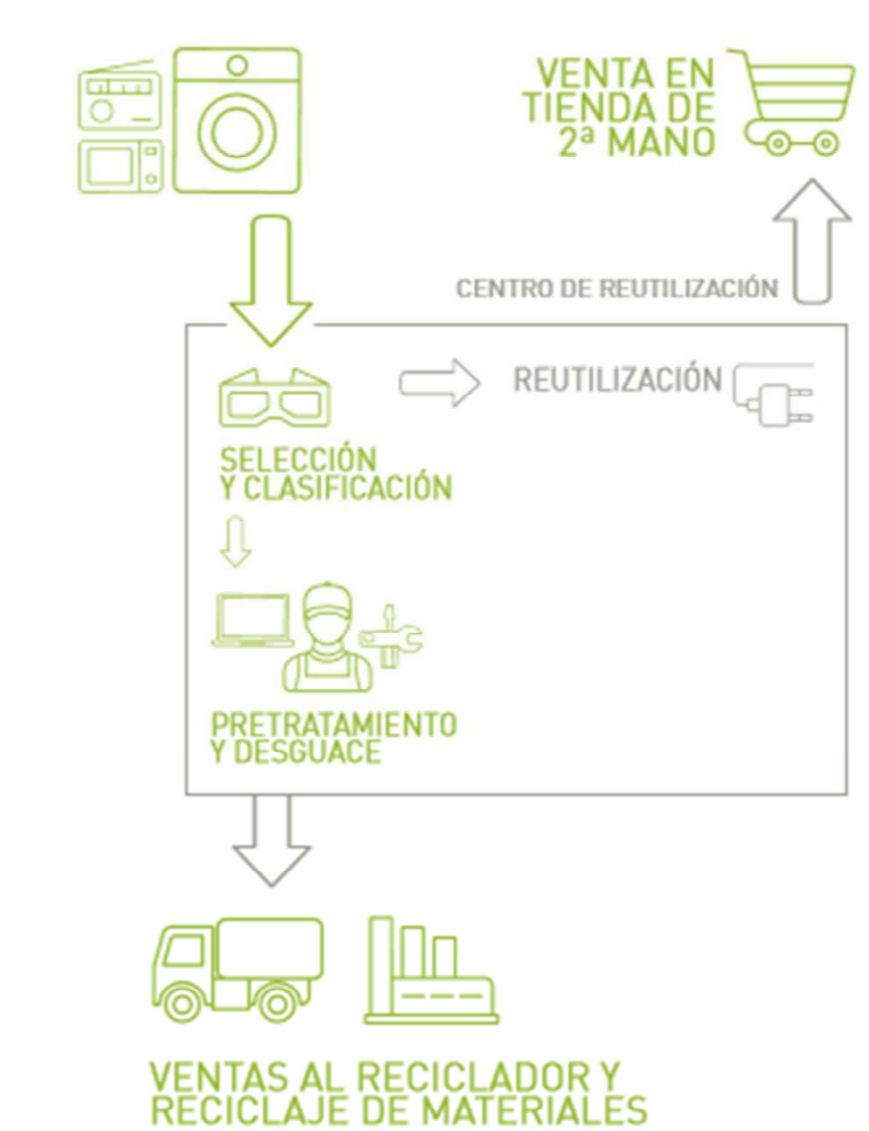 VENTA EN
TIENDA DE
2ª MANO
CENTRO DE REUTILIZACIÓN
REUTILIZACIÓN
SELECCIÓN
Y CLASIFICACIÓN
PRETRATAMIENTO
Y DESGUACE
VENTAS AL RECICLADOR Y
RECICLAJE DE MATERIALES